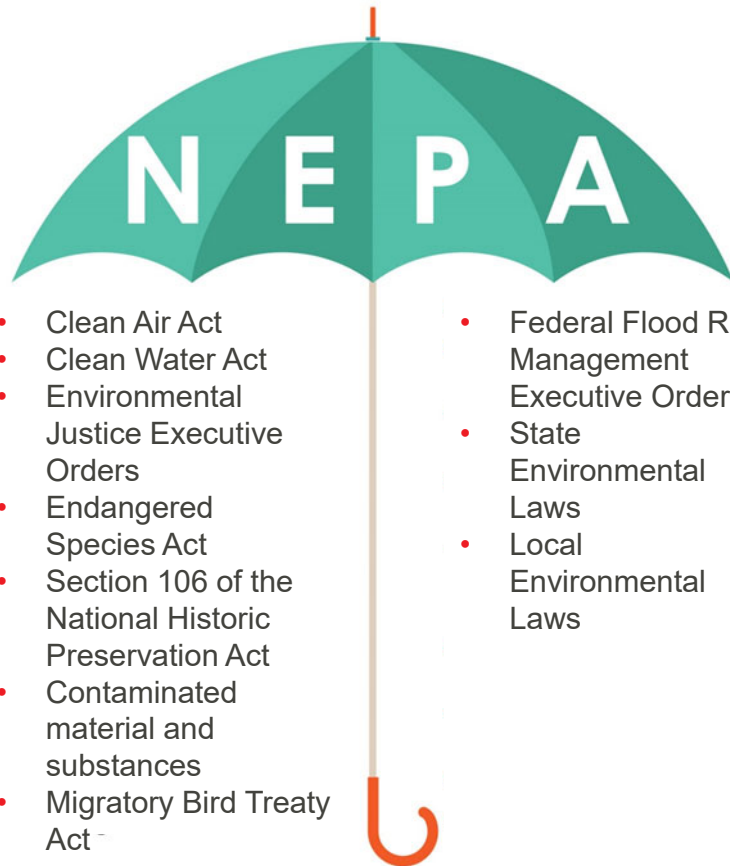 NEPA
• Clean Air Act
• Clean Water Act
• Environmental
Justice Executive
Orders
• Endangered
Species Act
• Section 106 of the
National Historic
Preservation Act
• Contaminated
material and
substances
• Migratory Bird Treaty
Act
• Federal Flood R
Management
Executive Order
• State
Environmental
Laws
• Local
Environmental
Laws